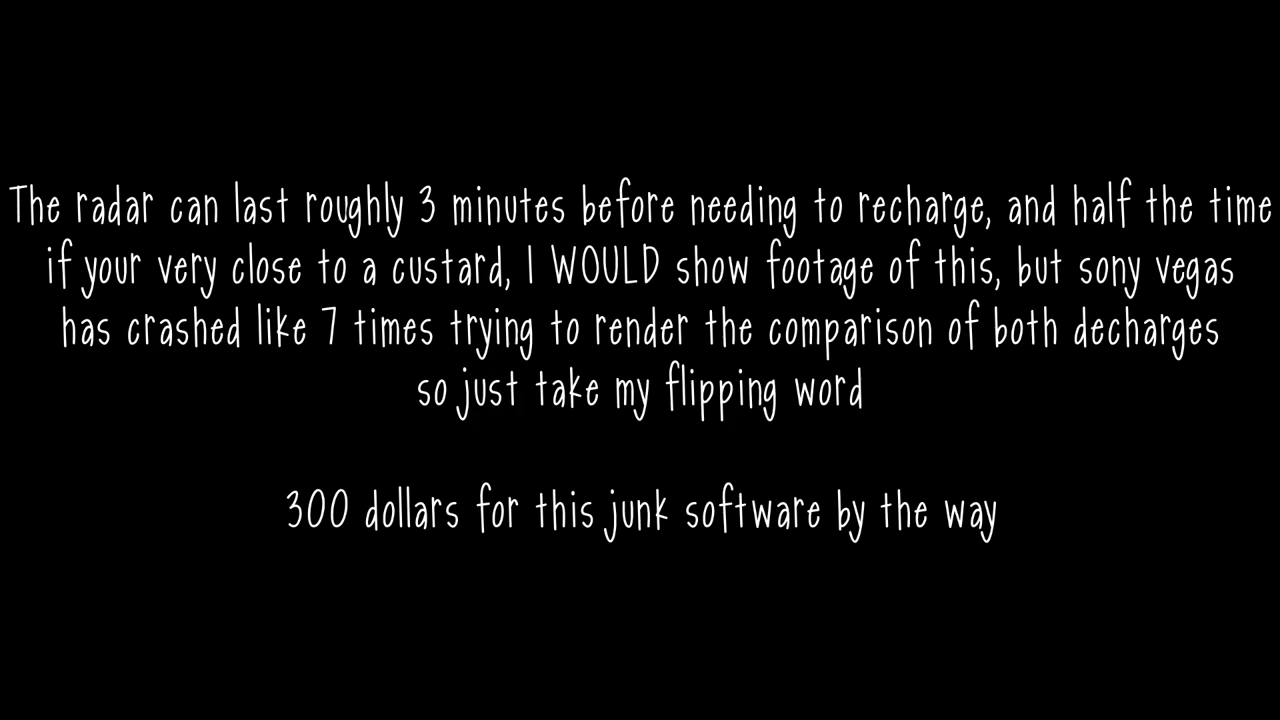 The radar can last roughly 3 minutes before needing to recharge, and half the time
if your very close to a custard, I WOULD show footage of this, but sony vegas
has crashed like 7 times trying to render the comparison of both decharges
so just take my flipping word
300 dollars for this junk software by the way